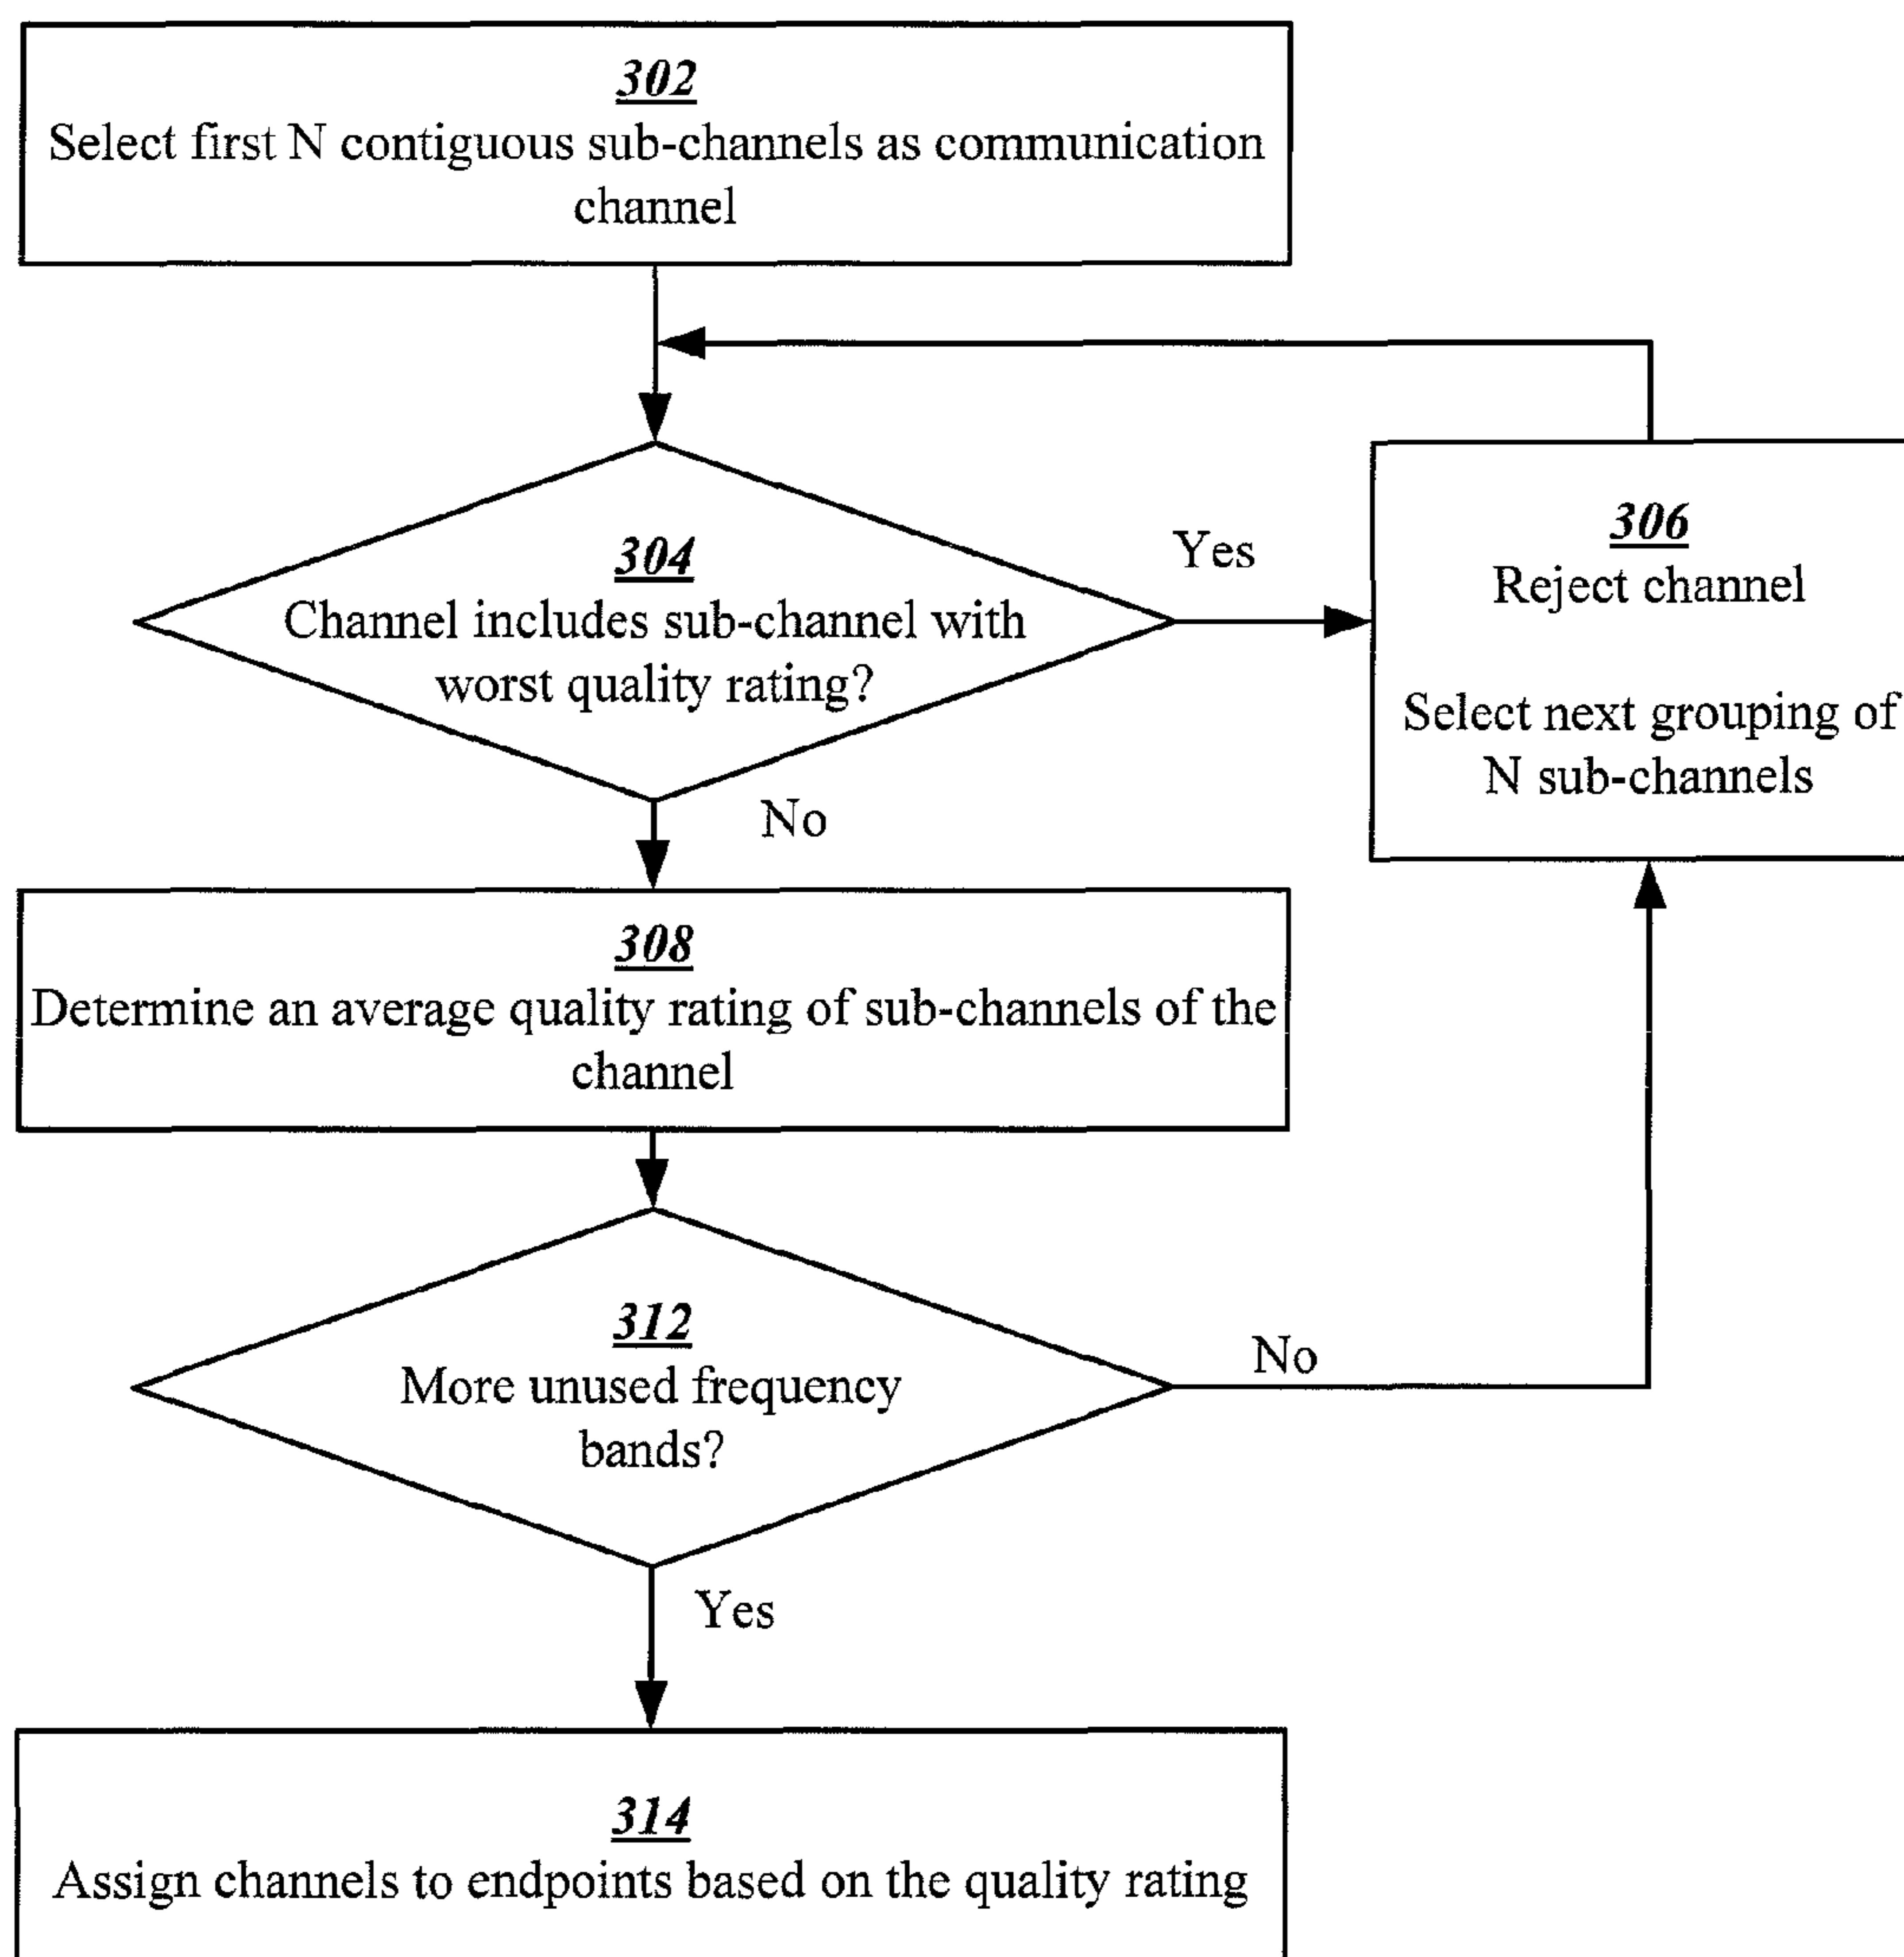 302
Select first N contiguous sub-channels as communication
channel
304
Channel includes sub-channel with
worst quality rating?
Yes
306
Reject channel
Select next grouping of
N sub-channels
No
308
Determine an average quality rating of sub-channels of the
channel
312
More unused frequency
bands?
No
Yes
314
Assign channels to endpoints based on the quality rating